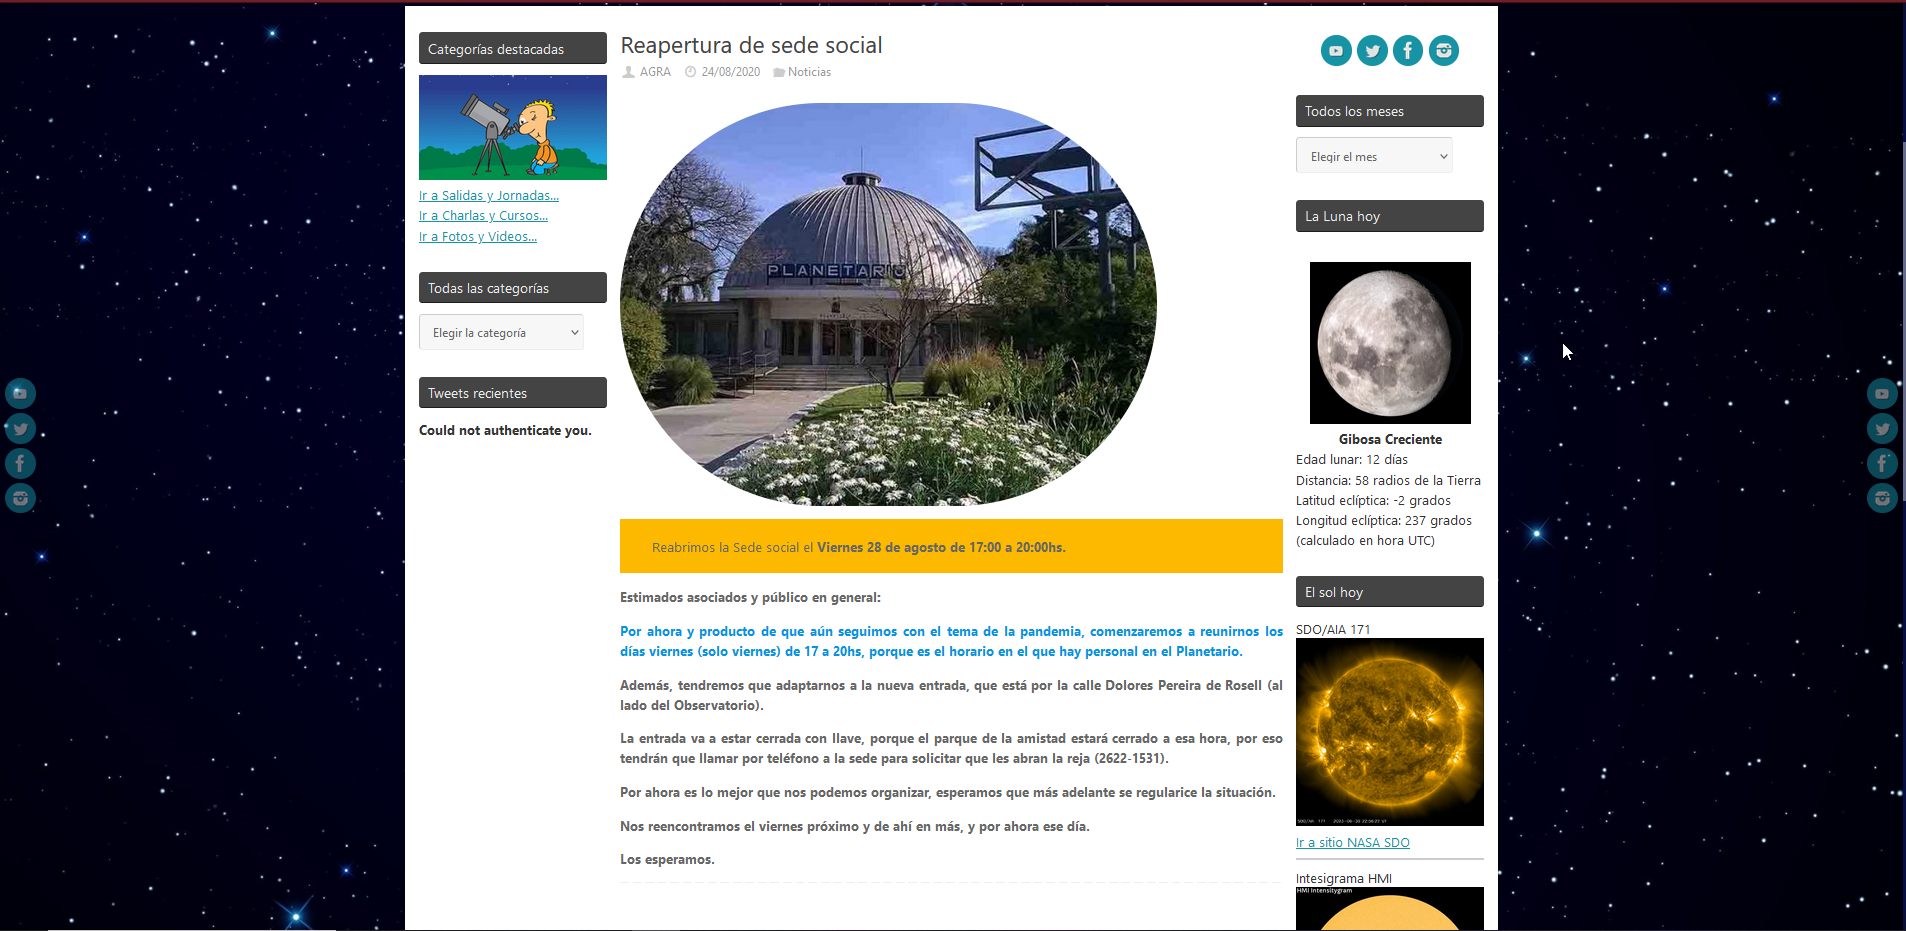 Categorías destacadas
Ir a Salidas y Jornadas...
Ir a Charlas y Cursos...
Ir a Fotos y Videos...
Todas las categorías
Elegir la categoría
Tweets recientes
Could not authenticate you.
Reapertura de sede social
AGRA 24/08/2020 Noticias
PLANETARIO
Reabrimos la Sede social el Viernes 28 de agosto de 17:00 a 20:00hs.
Estimados asociados y público en general:
Por ahora y producto de que aún seguimos con el tema de la pandemia, comenzaremos a reunirnos los
días viernes (solo viernes) de 17 a 20hs, porque es el horario en el que hay personal en el Planetario.
Además, tendremos que adaptarnos a la nueva entrada, que está por la calle Dolores Pereira de Rosell (al
lado del Observatorio).
La entrada va a estar cerrada con llave, porque el parque de la amistad estará cerrado a esa hora, por eso
tendrán que llamar por teléfono a la sede para solicitar que les abran la reja (2622-1531).
Por ahora es lo mejor que nos podemos organizar, esperamos que más adelante se regularice la situación.
Nos reencontramos el viernes próximo y de ahí en más, y por ahora ese día.
Los esperamos.
Todos los meses
Elegir el mes
La Luna hoy
Gibosa Creciente
Edad lunar: 12 días
Distancia: 58 radios de la Tierra
Latitud eclíptica: -2 grados
Longitud eclíptica: 237 grados
(calculado en hora UTC)
El sol hoy
SDO/AIA 171
Ir a sitio NASA SDO
Intesigrama HMI
HMI Intensitygram